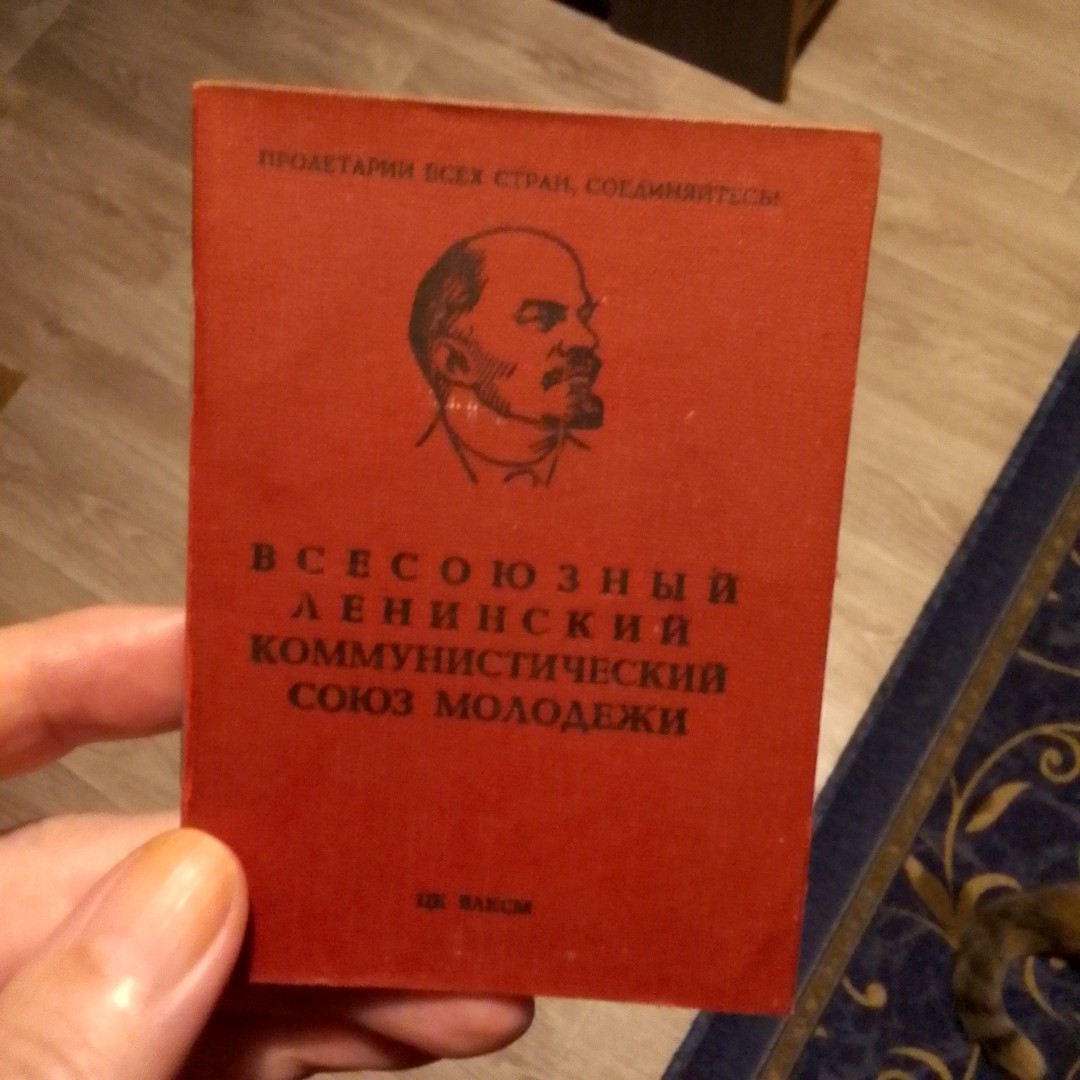 ПРОЛЕТАРИИ ВСЕХ СТРАН, СОЕДИНЯЙТЕСЬ!
ВСЕСОЮЗНЫЙ
ЛЕНИНСКИЙ
КОММУНИСТИЧЕСКИЙ
СОЮЗ МОЛОДЕЖИ
ЦК ВЛКСМ